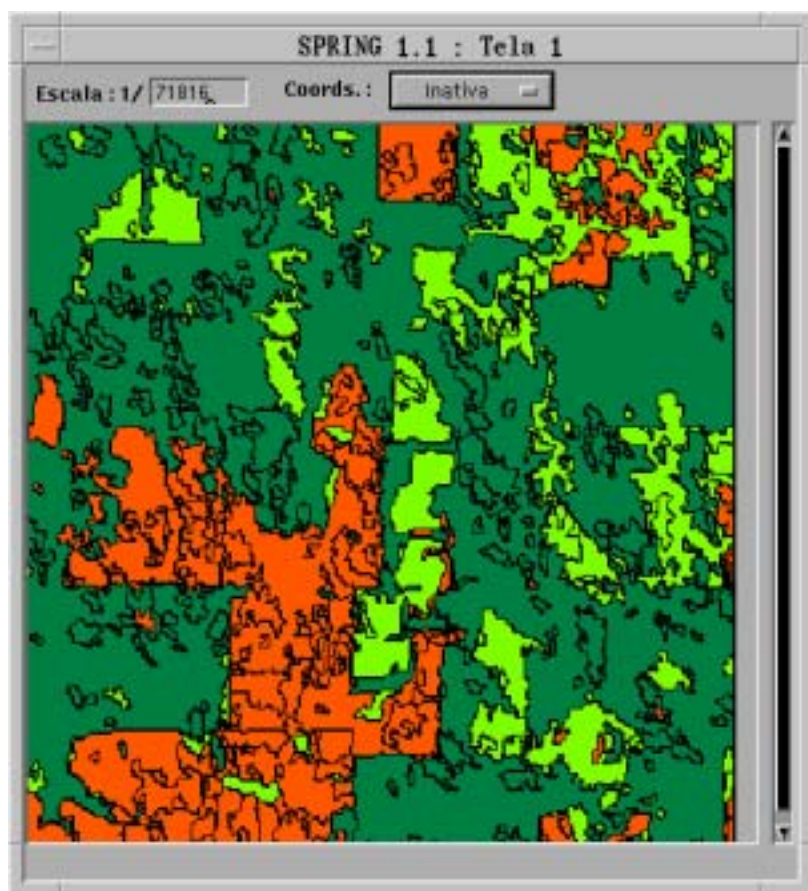 SPRING 1.1 : Tela 1
Escala : 1/ 71816 Coords.: Inativa